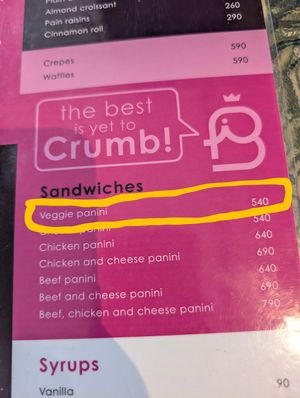 Almond croissant 260
Pain raisins 290
Cinnamon roll
Crepes 590
Waffles 590
the best
is yet to
Crumb!
Sandwiches
Veggie panini 540
panini 540
Chicken panini 640
Chicken and cheese panini 690
Beef panini 640
Beef and cheese panini 690
Beef, chicken and cheese panini 790
Syrups
Vanilla 90